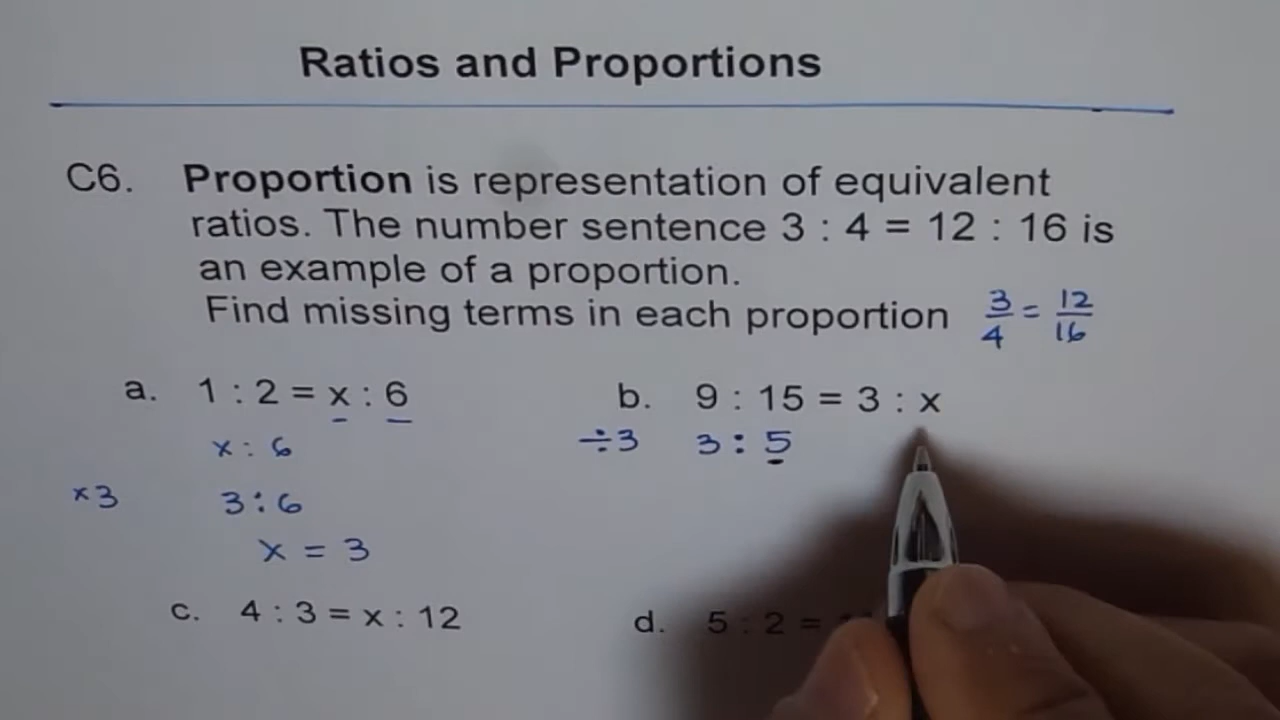 Ratios and Proportions
C6. Proportion is representation of equivalent
ratios. The number sentence 3 : 4 = 12 : 16 is
an example of a proportion.
Find missing terms in each proportion 3/4 = 12/16
a. 1 : 2 = x : 6
x : 6
×3 3 : 6
x = 3
b. 9 : 15 = 3 : x
÷3 3 : 5
c. 4 : 3 = x : 12
d. 5 : 2 =